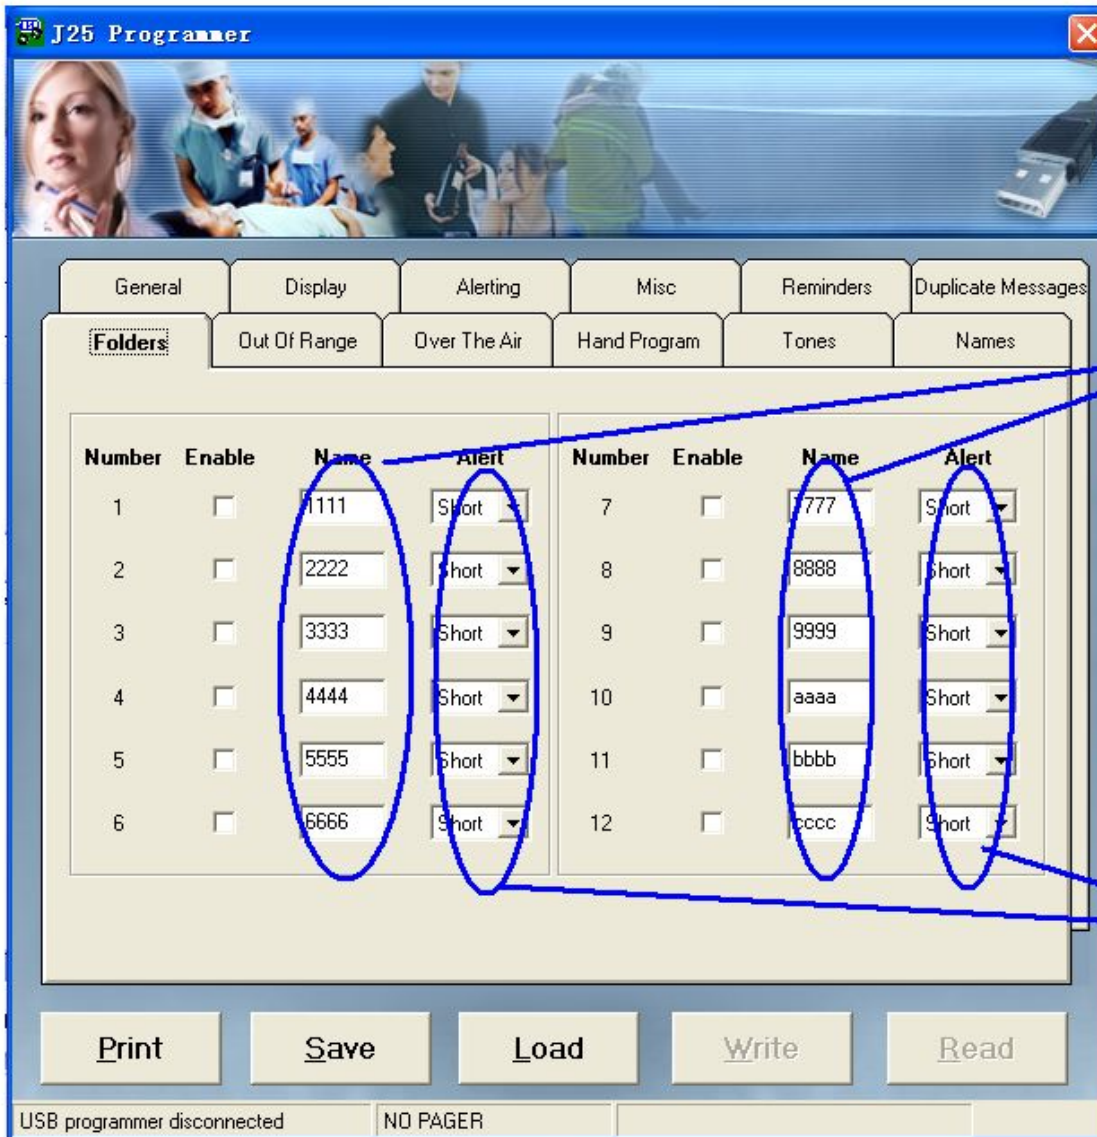 J25 Programmer
General Display Alerting Misc Reminders Duplicate Messages
Folders Out Of Range Over The Air Hand Program Tones Names
Number Enable Name Alert Number Enable Name Alert
1 1111 Short 7 7777 Short
2 2222 Short 8 8888 Short
3 3333 Short 9 9999 Short
4 4444 Short 10 aaaa Short
5 5555 Short 11 bbbb Short
6 6666 Short 12 cccc Short
Print Save Load Write Read
USB programmer disconnected NO PAGER